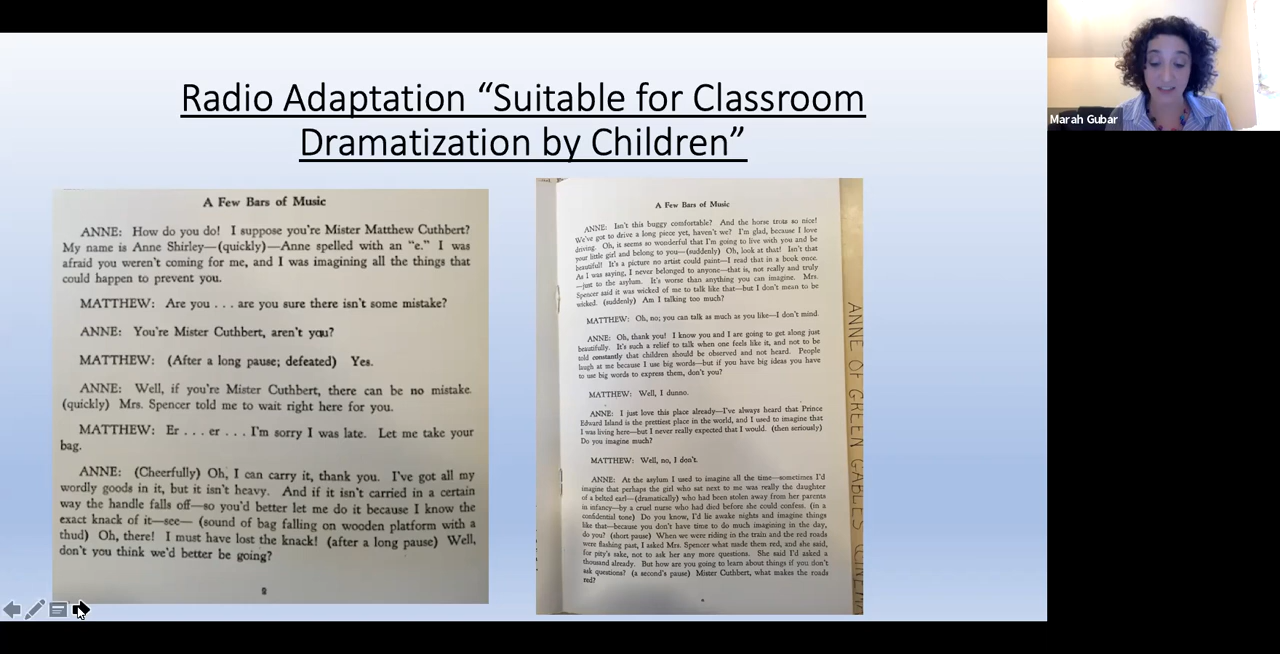 Radio Adaptation “Suitable for Classroom
Dramatization by Children”
Marah Gubar
A Few Bars of Music
ANNE: How do you do! I suppose you're Mister Matthew Cuthbert?
My name is Anne Shirley—(quickly)—Anne spelled with an “e.” I was
afraid you weren't coming for me, and I was imagining all the things that
could happen to prevent you.
MATTHEW: Are you . . . are you sure there isn't some mistake?
ANNE: You're Mister Cuthbert, aren't you?
MATTHEW: (After a long pause; defeated) Yes.
ANNE: Well, if you're Mister Cuthbert, there can be no mistake.
(quickly) Mrs. Spencer told me to wait right here for you.
MATTHEW: Er . . . er . . . I'm sorry I was late. Let me take your
bag.
ANNE: (Cheerfully) Oh, I can carry it, thank you. I've got all my
wordly goods in it, but it isn't heavy. And if it isn't carried in a certain
way the handle falls off—so you'd better let me do it because I know the
exact knack of it—see— (sound of bag falling on wooden platform with a
thud) Oh, there! I must have lost the knack! (after a long pause) Well,
don't you think we'd better be going?
A Few Bars of Music
ANNE: Isn't this buggy comfortable? And the horse trots so nice!
We've got to drive a long piece yet, haven't we? I'm glad, because I love
driving. Oh, it seems so wonderful that I'm going to live with you and be
your little girl and belong to you—(suddenly) Oh, look at that! Isn't that
beautiful! It's a picture no artist could paint—I read that in a book once.
As I was saying, I never belonged to anyone—that is, not really and truly
—just to the asylum. It's worse than anything you can imagine. Mrs.
Spencer said it was wicked of me to talk like that—but I don't mean to be
wicked. (suddenly) Am I talking too much?
MATTHEW: Oh, no; you can talk as much as you like—I don't mind.
ANNE: Oh, thank you! I know you and I are going to get along just
beautifully. It's such a relief to talk when one feels like it, and not to be
told constantly that children should be observed and not heard. People
laugh at me because I use big words—but if you have big ideas you have
to use big words to express them, don't you?
MATTHEW: Well, I dunno.
ANNE: I just love this place already—I've always heard that Prince
Edward Island is the prettiest place in the world, and I used to imagine that
I was living here—but I never really expected that I would. (then seriously)
Do you imagine much?
MATTHEW: Well, no, I don't.
ANNE: At the asylum I used to imagine all the time—sometimes I'd
imagine that perhaps the girl who sat next to me was really the daughter
of a belted earl—(dramatically) who had been stolen away from her parents
in infancy—by a cruel nurse who had died before she could confess. (in a
confidential tone) Do you know, I'd lie awake nights and imagine things
like that—because you don't have time to do much imagining in the day,
do you? (short pause) When we were riding in the train and the red roads
were flashing past, I asked Mrs. Spencer what made them red, and she said,
for pity's sake, not to ask her any more questions. She said I'd asked a
thousand already. But how are you going to learn about things if you don't
ask questions? (a second's pause) Mister Cuthbert, what makes the roads
red?
ANNE OF GREEN GABLES